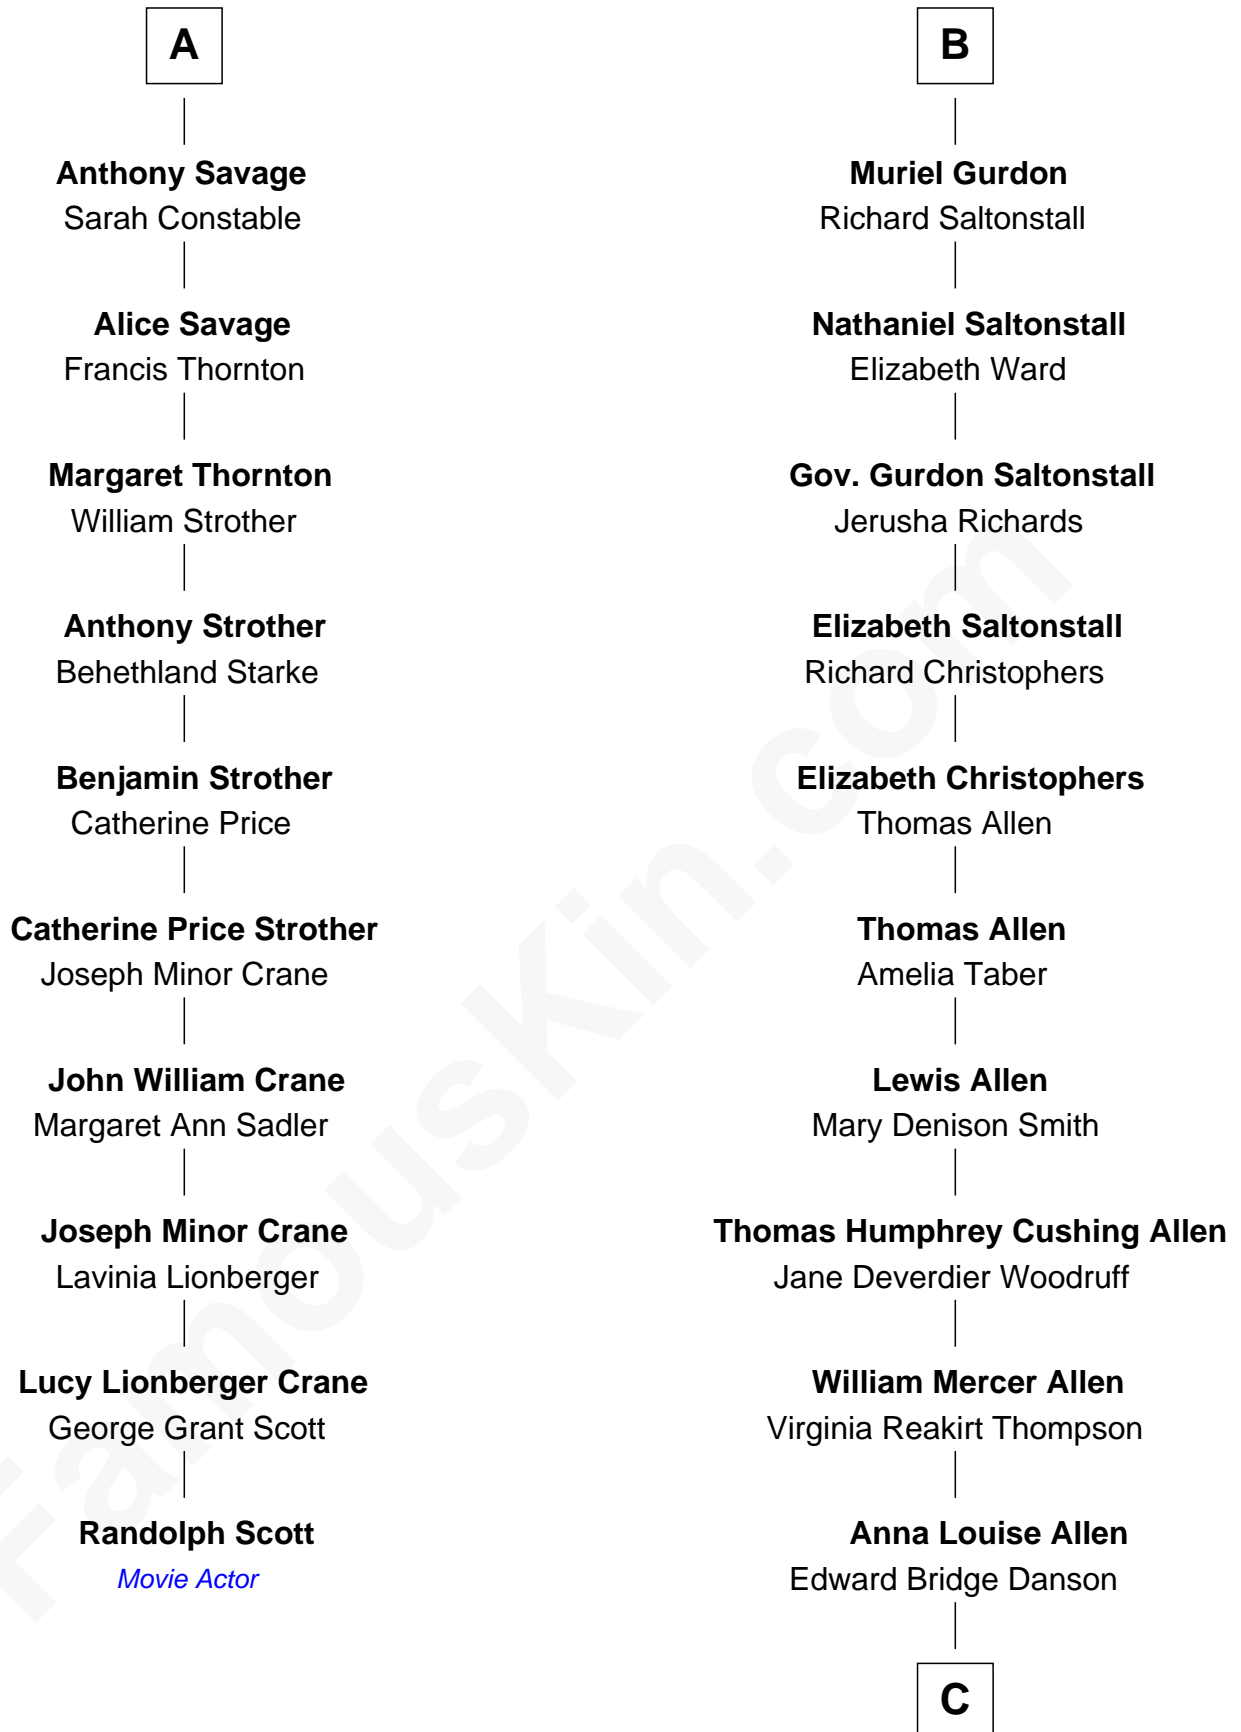 A
Anthony Savage
Sarah Constable
Alice Savage
Francis Thornton
Margaret Thornton
William Strother
Anthony Strother
Behethland Starke
Benjamin Strother
Catherine Price
Catherine Price Strother
Joseph Minor Crane
John William Crane
Margaret Ann Sadler
Joseph Minor Crane
Lavinia Lionberger
Lucy Lionberger Crane
George Grant Scott
Randolph Scott
Movie Actor
B
Muriel Gurdon
Richard Saltonstall
Nathaniel Saltonstall
Elizabeth Ward
Gov. Gurdon Saltonstall
Jerusha Richards
Elizabeth Saltonstall
Richard Christophers
Elizabeth Christophers
Thomas Allen
Thomas Allen
Amelia Taber
Lewis Allen
Mary Denison Smith
Thomas Humphrey Cushing Allen
Jane Deverdier Woodruff
William Mercer Allen
Virginia Reakirt Thompson
Anna Louise Allen
Edward Bridge Danson
C
FamousKin.com